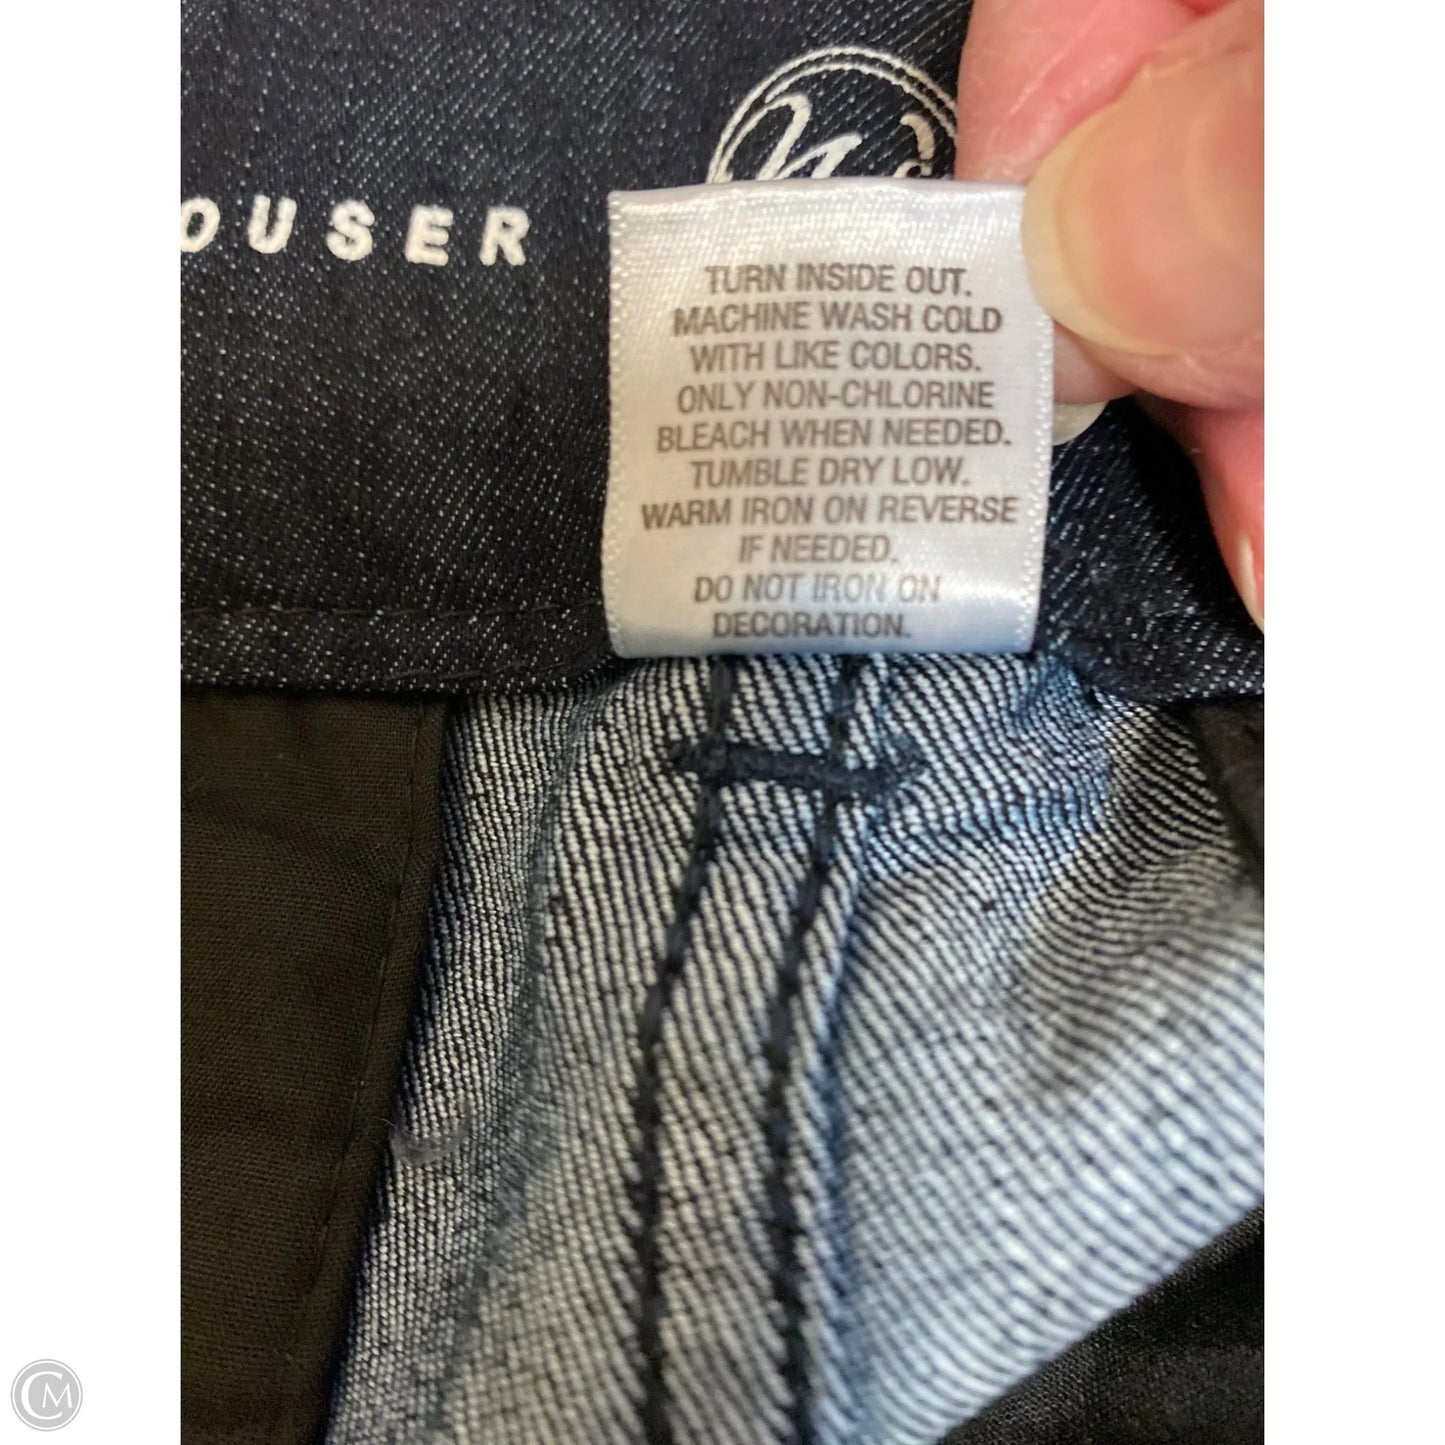 OUSER
TURN INSIDE OUT.
MACHINE WASH COLD
WITH LIKE COLORS.
ONLY NON-CHLORINE
BLEACH WHEN NEEDED.
TUMBLE DRY LOW.
WARM IRON ON REVERSE
IF NEEDED.
DO NOT IRON ON
DECORATION.
CM